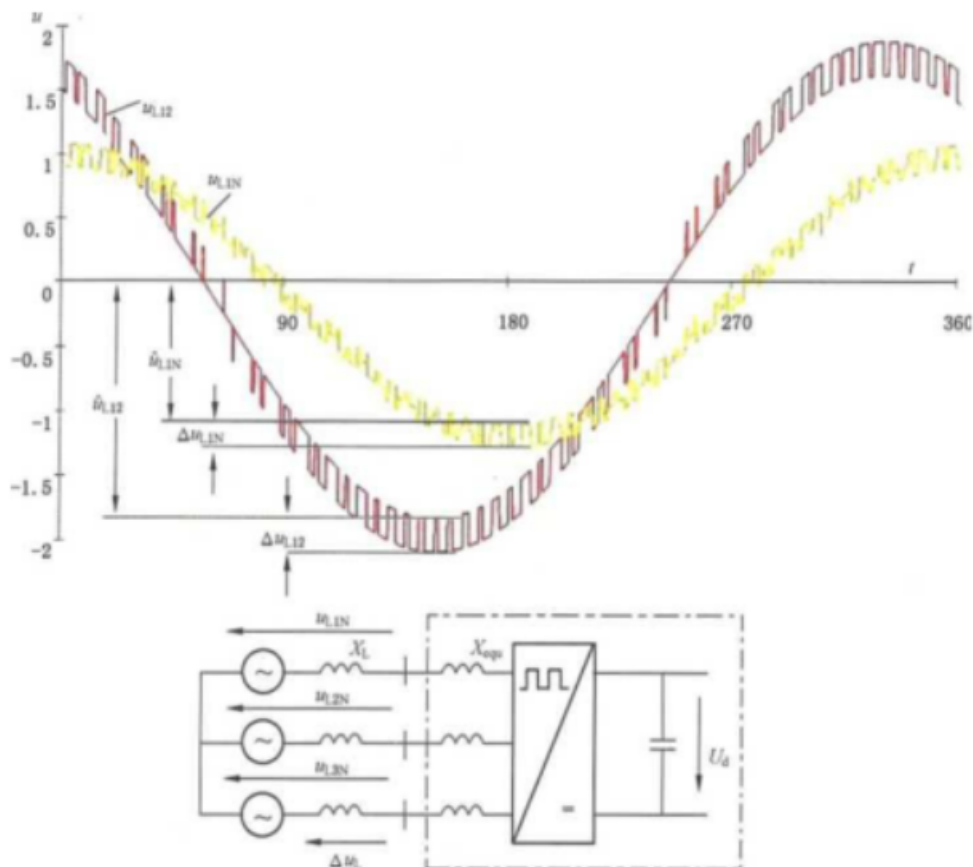 u
2
1.5
u_L12
1
u_L1N
0.5
t
0
90
180
270
360
û_L1N
-0.5
û_L12
-1
Δu_L1N
-1.5
Δu_L12
-2
u_L1N
X_L
X_equ
u_L2N
U_d
u_L3N
=
Δu_L